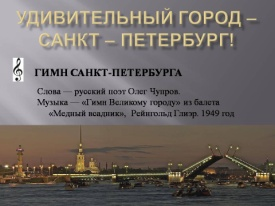 УДИВИТЕЛЬНЫЙ ГОРОД –
САНКТ – ПЕТЕРБУРГ!
ГИМН САНКТ-ПЕТЕРБУРГА
Слова — русский поэт Олег Чупров.
Музыка — «Гимн Великому городу» из балета
«Медный всадник», Рейнгольд Глиэр. 1949 год